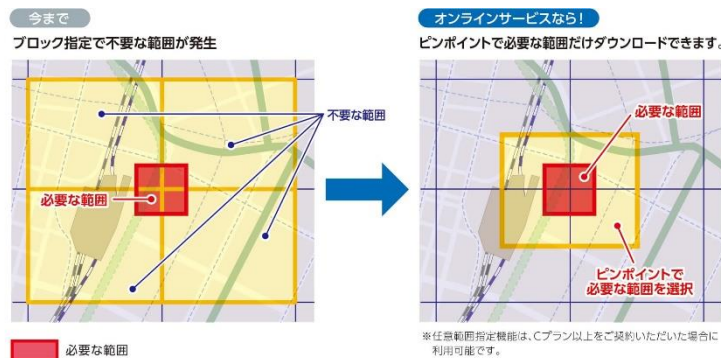 今まで
ブロック指定で不要な範囲が発生
不要な範囲
必要な範囲
必要な範囲
オンラインサービスなら!
ピンポイントで必要な範囲だけダウンロードできます。
必要な範囲
ピンポイントで
必要な範囲を選択
※任意範囲指定機能は、Cプラン以上をご契約いただいた場合に
利用可能です。